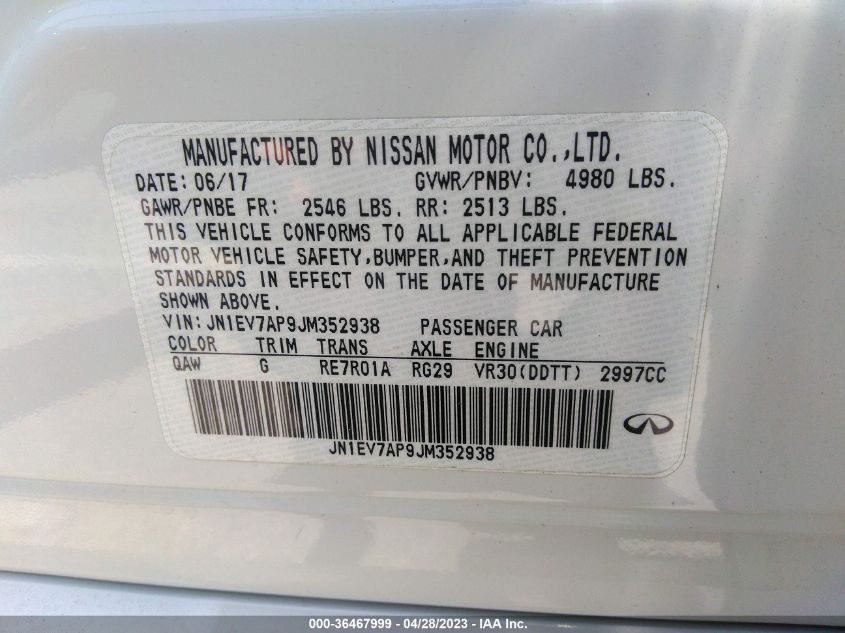 MANUFACTURED BY NISSAN MOTOR CO.,LTD.
DATE: 06/17 GVWR/PNBV: 4980 LBS.
GAWR/PNBE FR: 2546 LBS. RR: 2513 LBS.
THIS VEHICLE CONFORMS TO ALL APPLICABLE FEDERAL
MOTOR VEHICLE SAFETY,BUMPER,AND THEFT PREVENTION
STANDARDS IN EFFECT ON THE DATE OF MANUFACTURE
SHOWN ABOVE.
VIN: JN1EV7AP9JM352938 PASSENGER CAR
COLOR TRIM TRANS AXLE ENGINE
QAW G RE7R01A RG29 VR30(DDTT) 2997CC
JN1EV7AP9JM352938
000-36467999 - 04/28/2023 - IAA Inc.